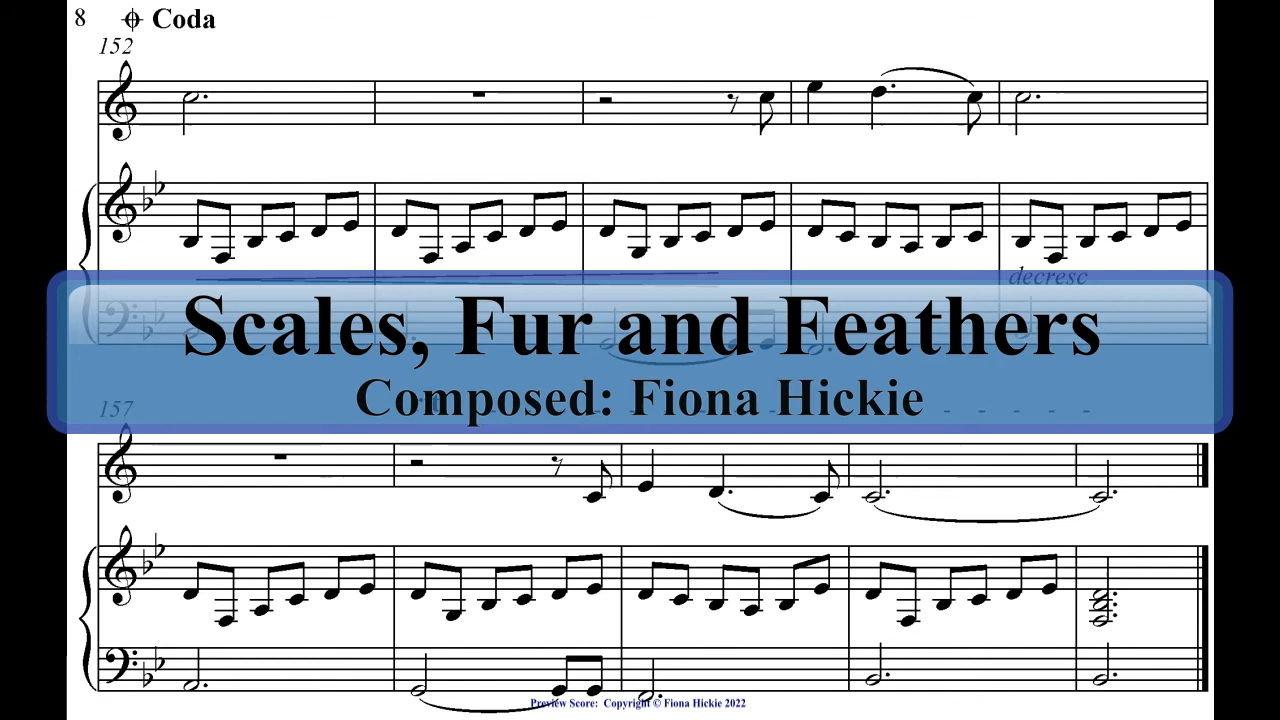 8 Coda
152
decresc
Scales, Fur and Feathers
Composed: Fiona Hickie
157
Preview Score: Copyright © Fiona Hickie 2022